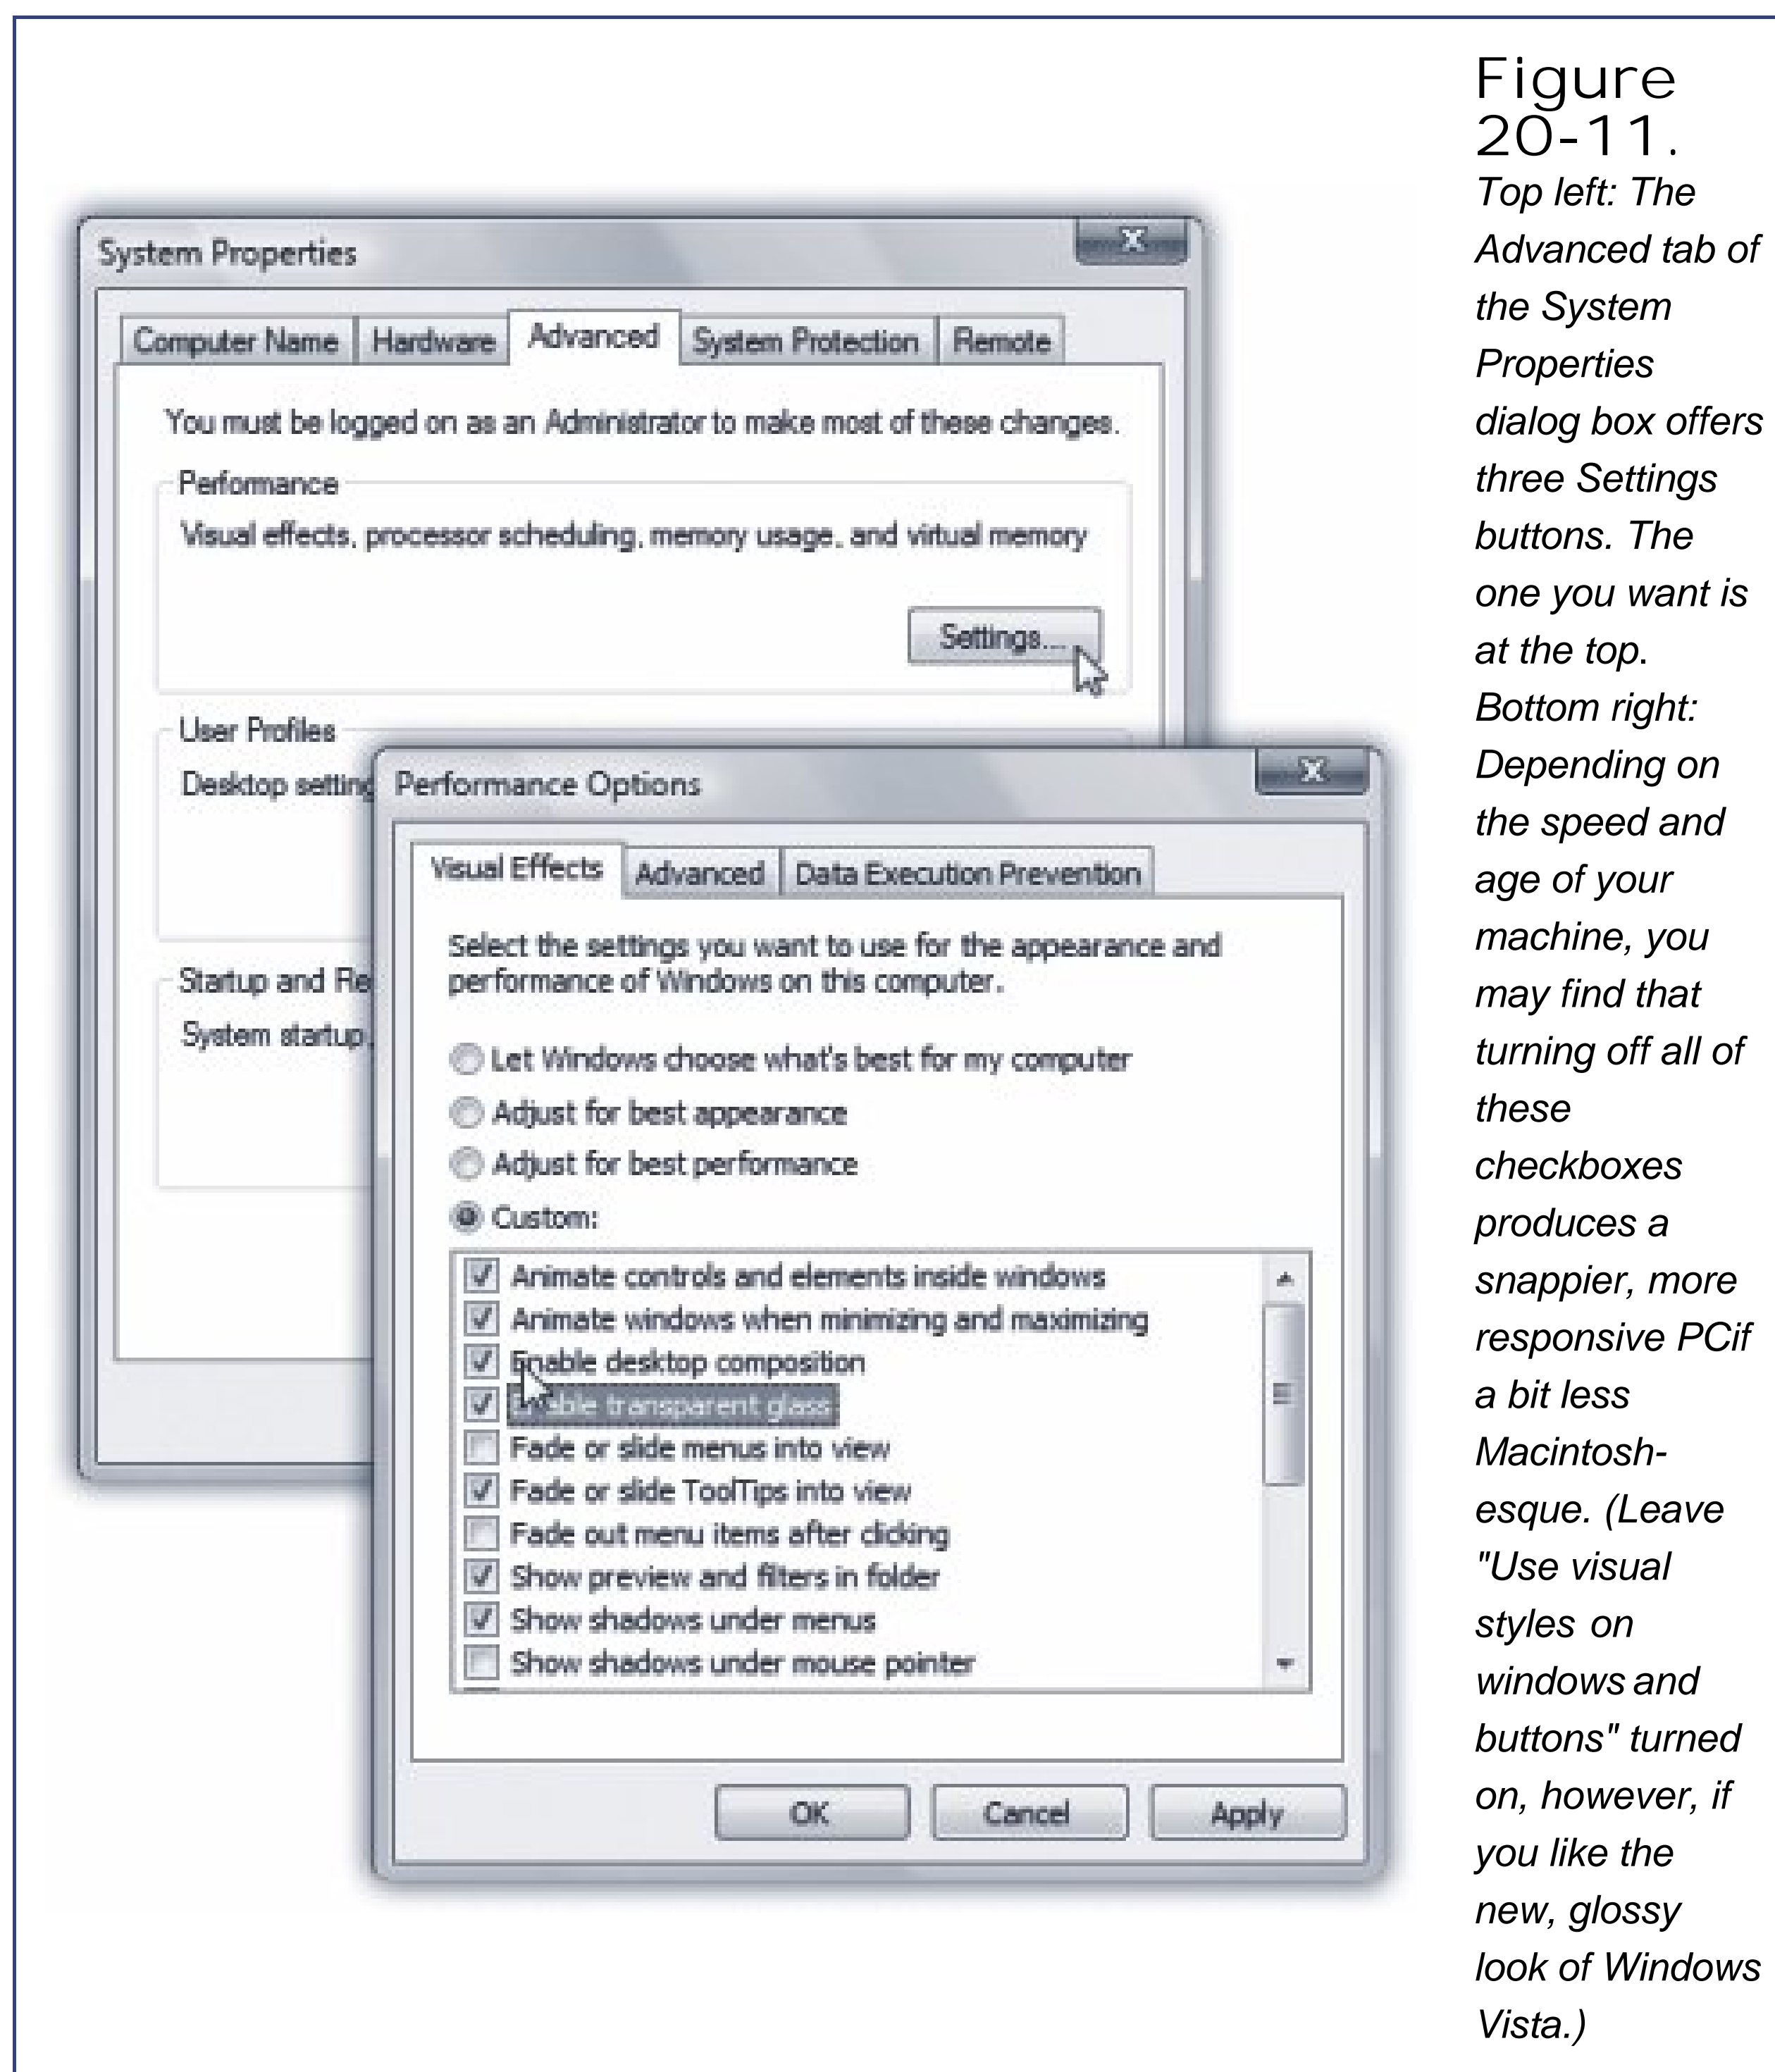 Figure
20-11.
Top left: The
Advanced tab of
the System
Properties
dialog box offers
three Settings
buttons. The
one you want is
at the top.
Bottom right:
Depending on
the speed and
age of your
machine, you
may find that
turning off all of
these
checkboxes
produces a
snappier, more
responsive PCif
a bit less
Macintosh-
esque. (Leave
"Use visual
styles on
windows and
buttons" turned
on, however, if
you like the
new, glossy
look of Windows
Vista.)
System Properties
Computer Name Hardware Advanced System Protection Remote
You must be logged on as an Administrator to make most of these changes.
Performance
Visual effects, processor scheduling, memory usage, and virtual memory
Settings...
User Profiles
Desktop setting
Startup and Re
System startup,
Performance Options
Visual Effects Advanced Data Execution Prevention
Select the settings you want to use for the appearance and
performance of Windows on this computer.
Let Windows choose what's best for my computer
Adjust for best appearance
Adjust for best performance
Custom:
Animate controls and elements inside windows
Animate windows when minimizing and maximizing
Enable desktop composition
Enable transparent glass
Fade or slide menus into view
Fade or slide ToolTips into view
Fade out menu items after clicking
Show preview and filters in folder
Show shadows under menus
Show shadows under mouse pointer
OK Cancel Apply